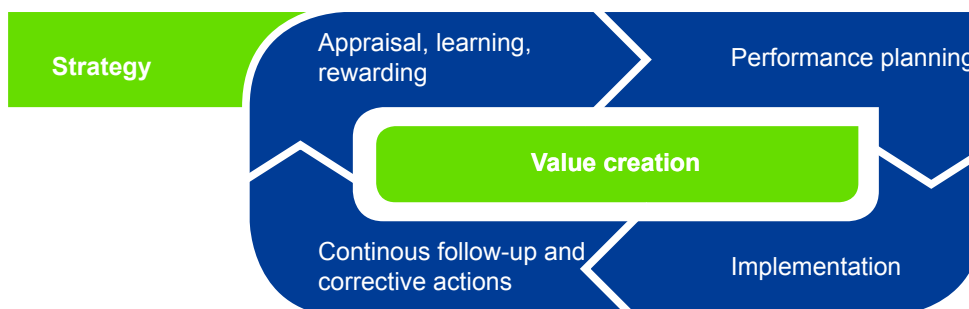 Strategy
Appraisal, learning,
rewarding
Performance planning
Value creation
Continous follow-up and
corrective actions
Implementation